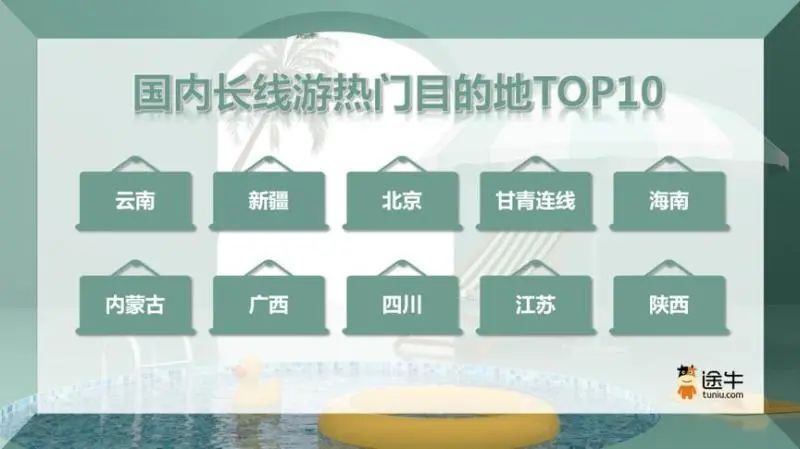 国内长线游热门目的地TOP10
云南 新疆 北京 甘青连线 海南
内蒙古 广西 四川 江苏 陕西
途牛
tuniu.com